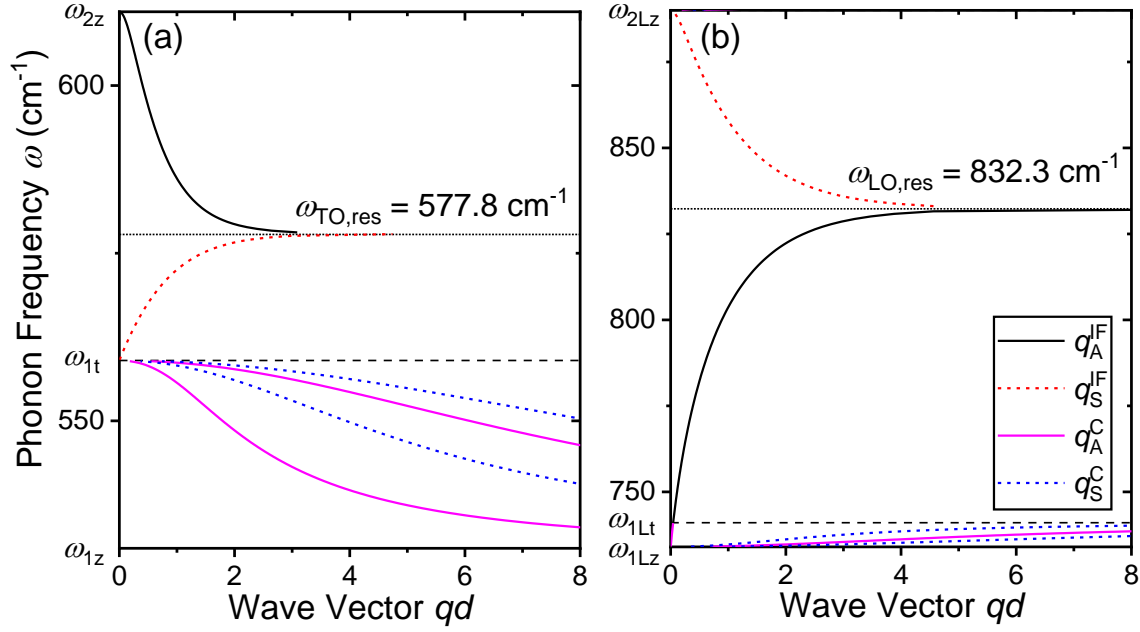 ω2z
(a)
600
ωTO,res = 577.8 cm-1
ω1t
550
ω1z
0 2 4 6 8
Wave Vector qd
Phonon Frequency ω (cm-1)
ω2Lz
(b)
850
ωLO,res = 832.3 cm-1
800
qAIF
qSIF
qAC
qSC
750
ω1Lt
ω1Lz
0 2 4 6 8
Wave Vector qd